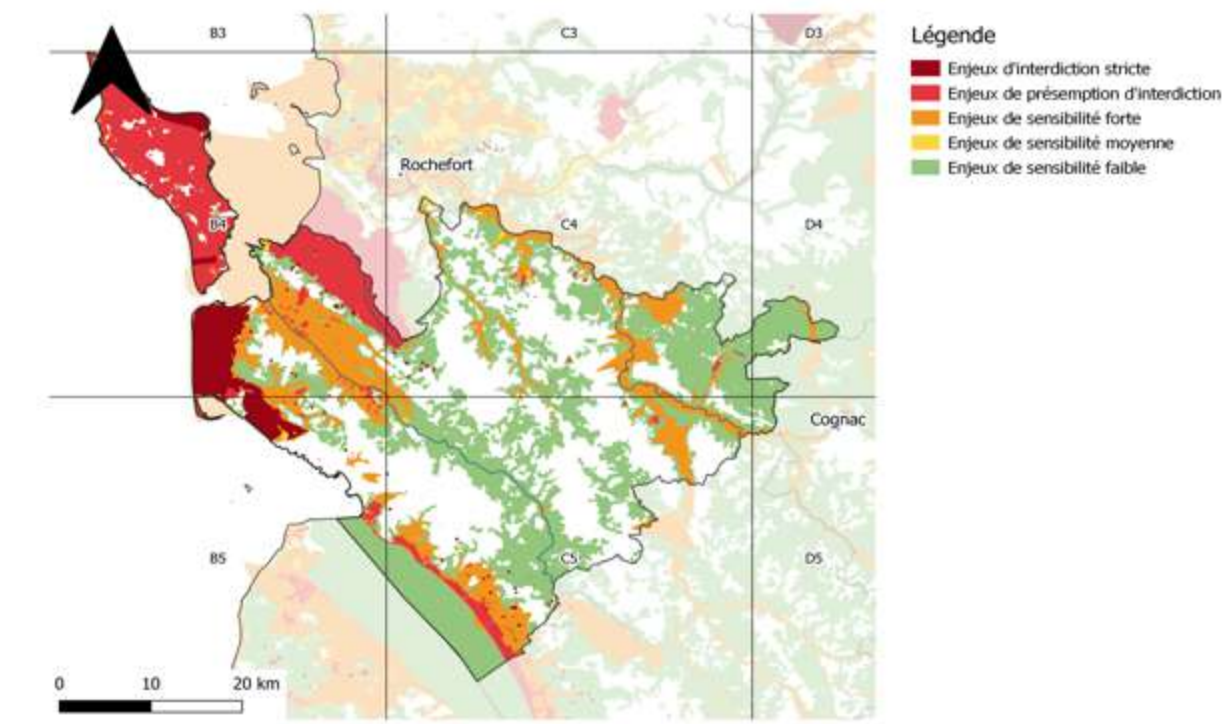 B3
C3
D3
Légende
Enjeux d'interdiction stricte
Enjeux de présemption d'interdiction
Enjeux de sensibilité forte
Enjeux de sensibilité moyenne
Enjeux de sensibilité faible
Rochefort
B4
C4
D4
Cognac
B5
C5
D5
0 10 20 km